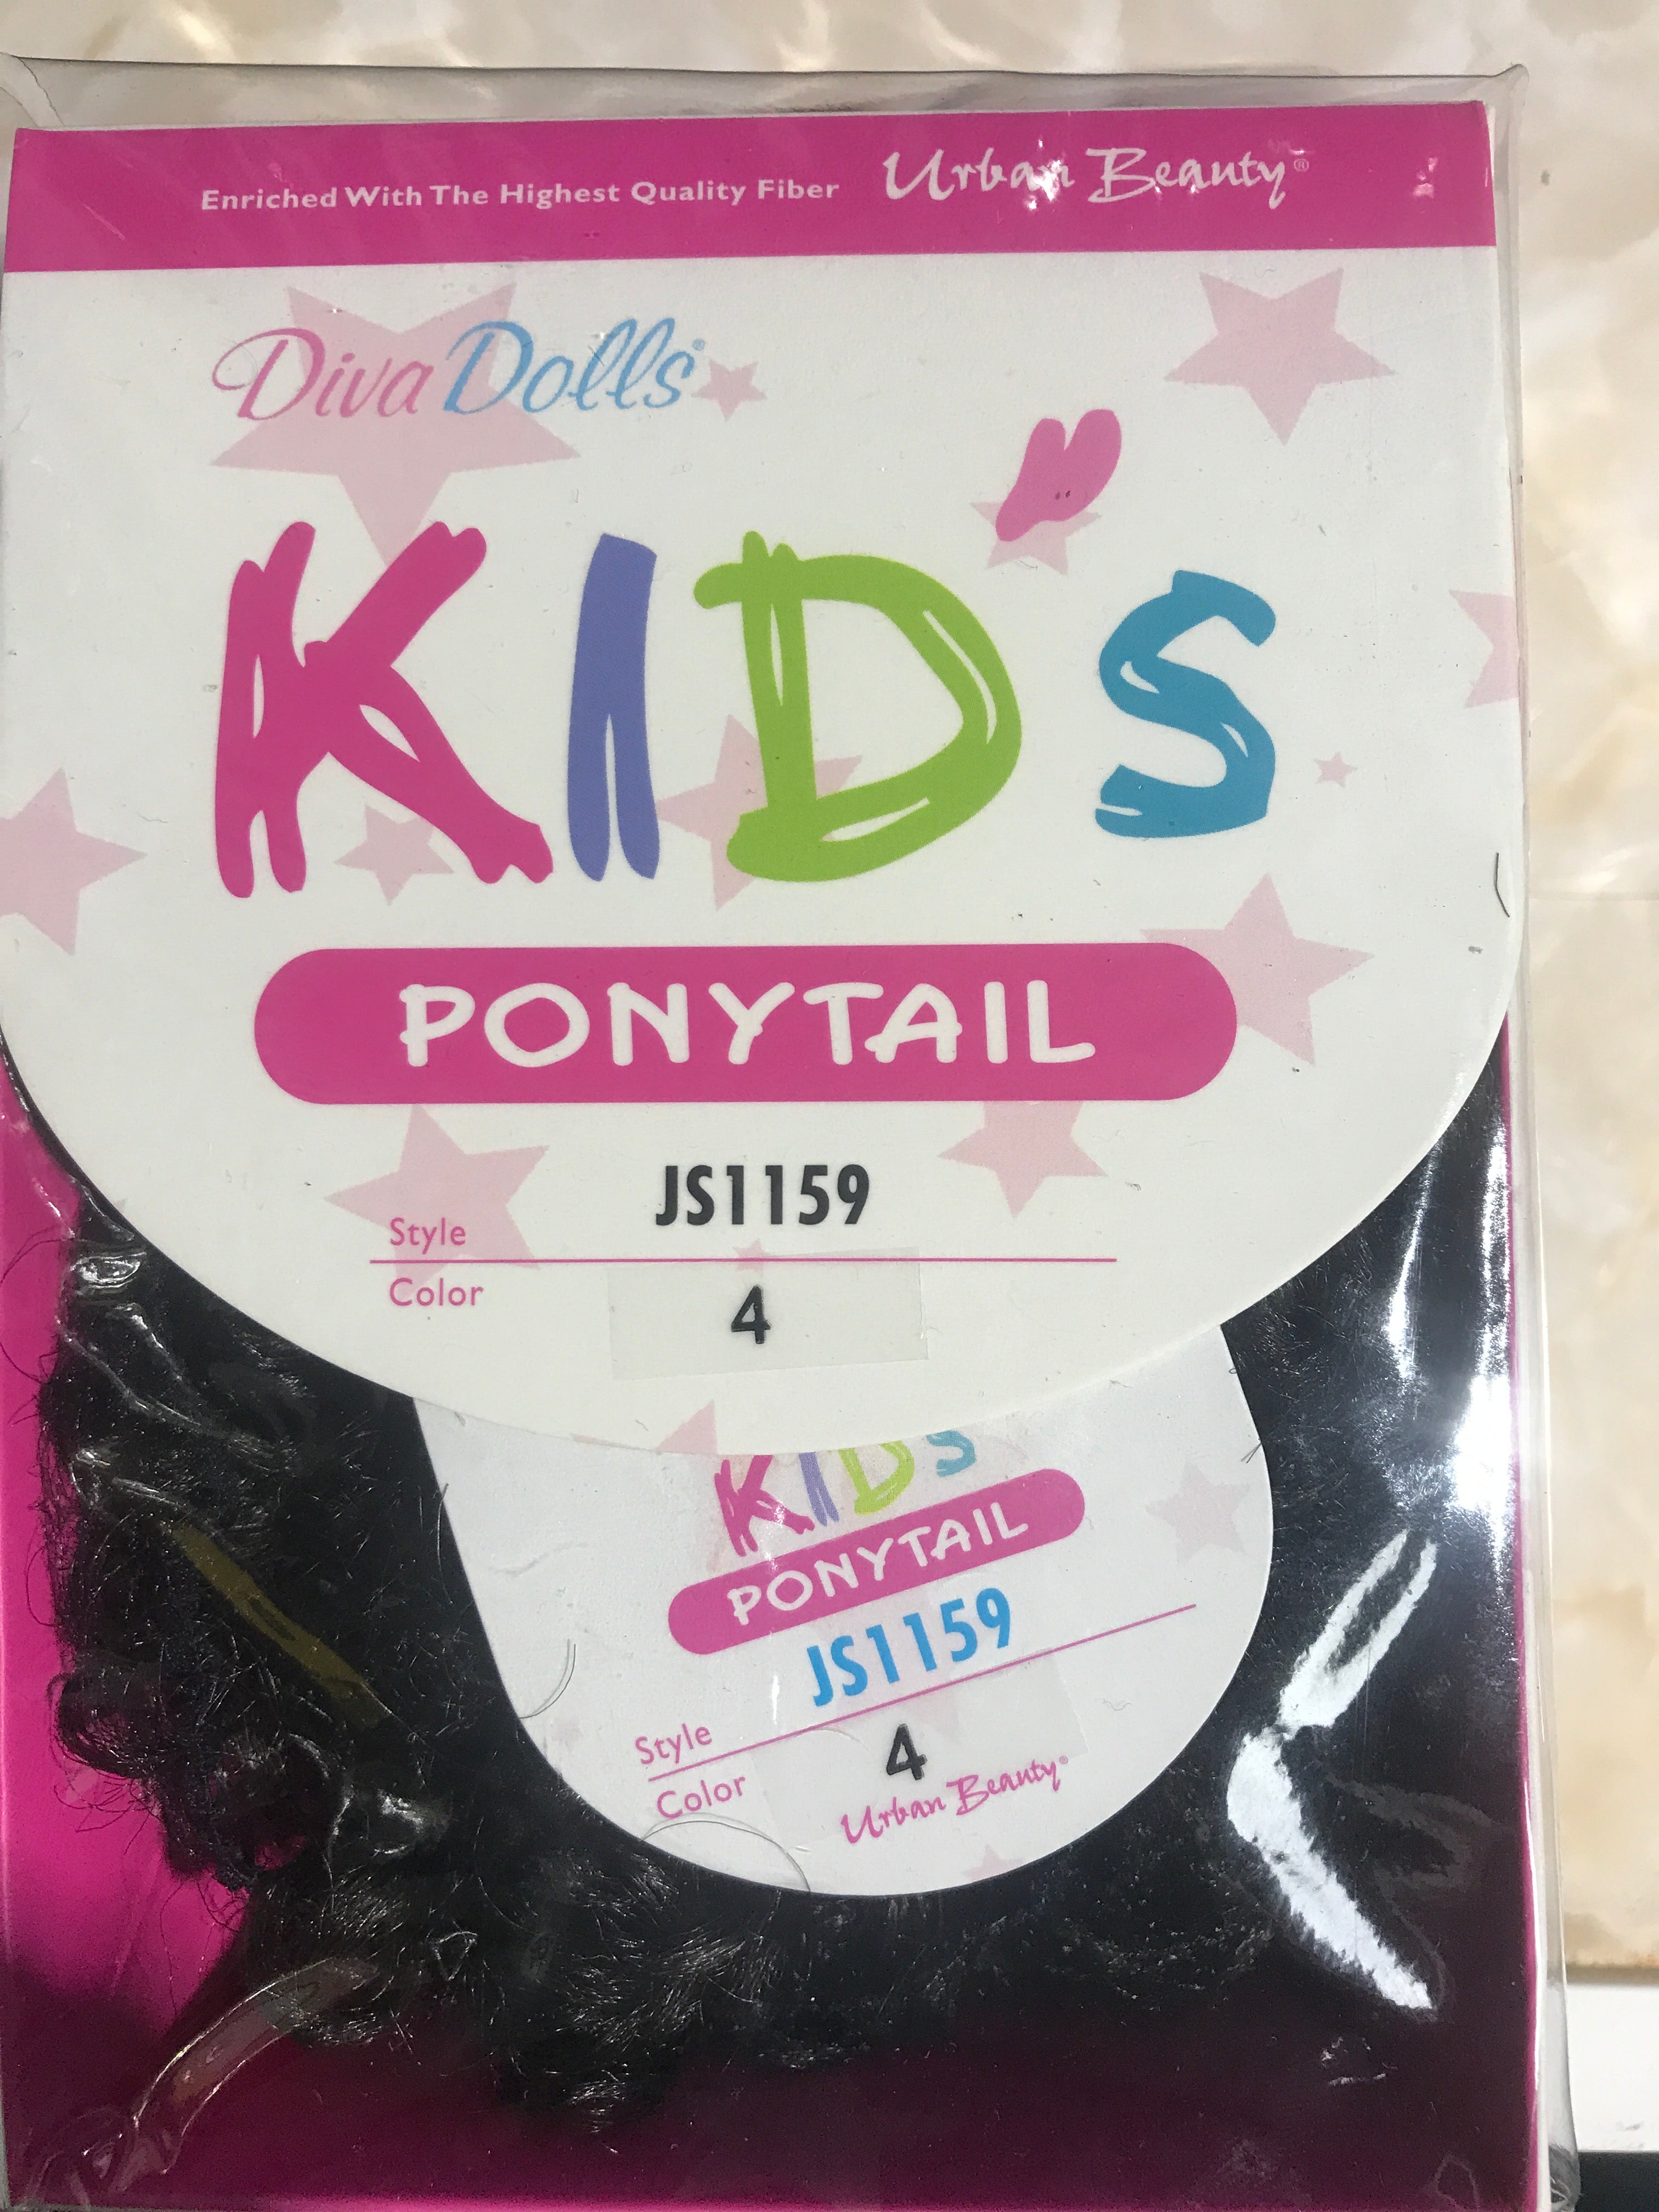 Enriched With The Highest Quality Fiber Urban Beauty®
Diva Dolls®
KID'S
PONYTAIL
Style JS1159
Color 4
KIDS
PONYTAIL
Style JS1159
Color 4
Urban Beauty®